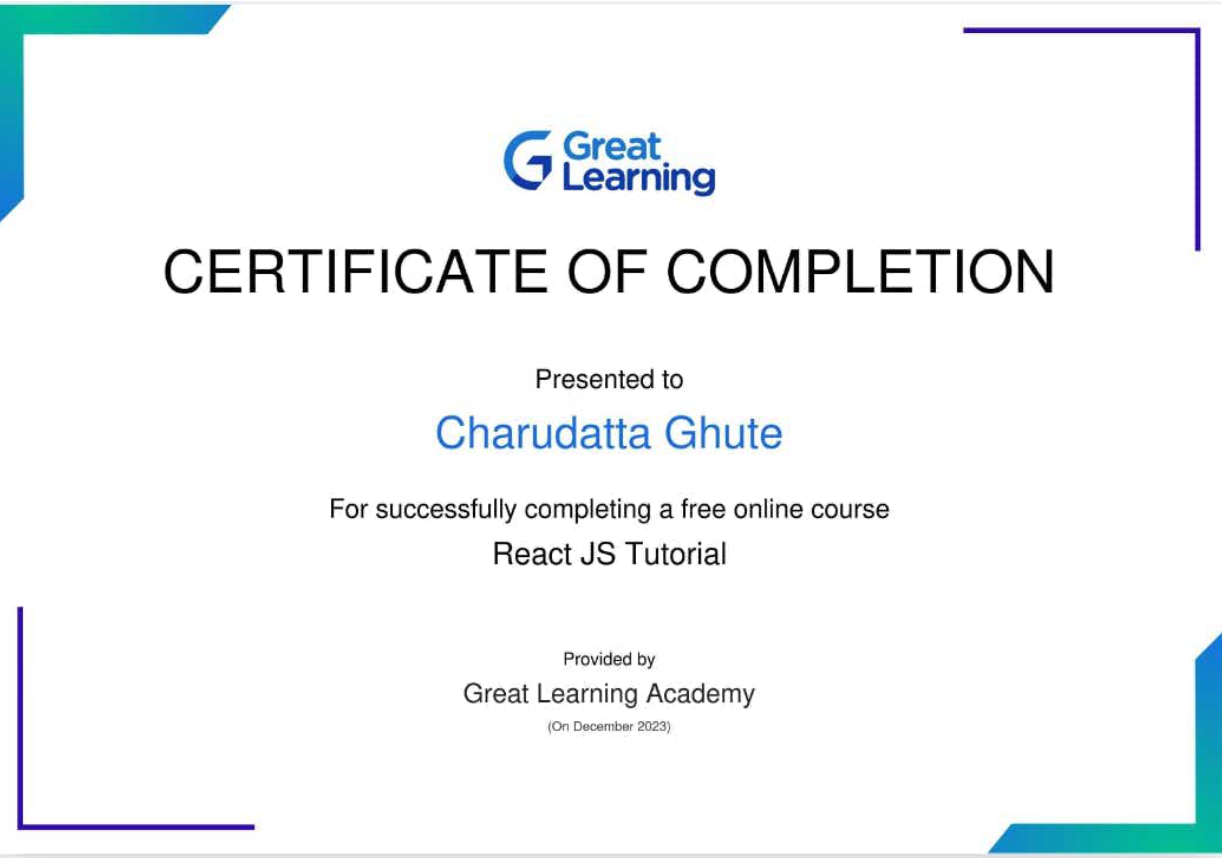 Great
Learning
CERTIFICATE OF COMPLETION
Presented to
Charudatta Ghute
For successfully completing a free online course
React JS Tutorial
Provided by
Great Learning Academy
(On December 2023)